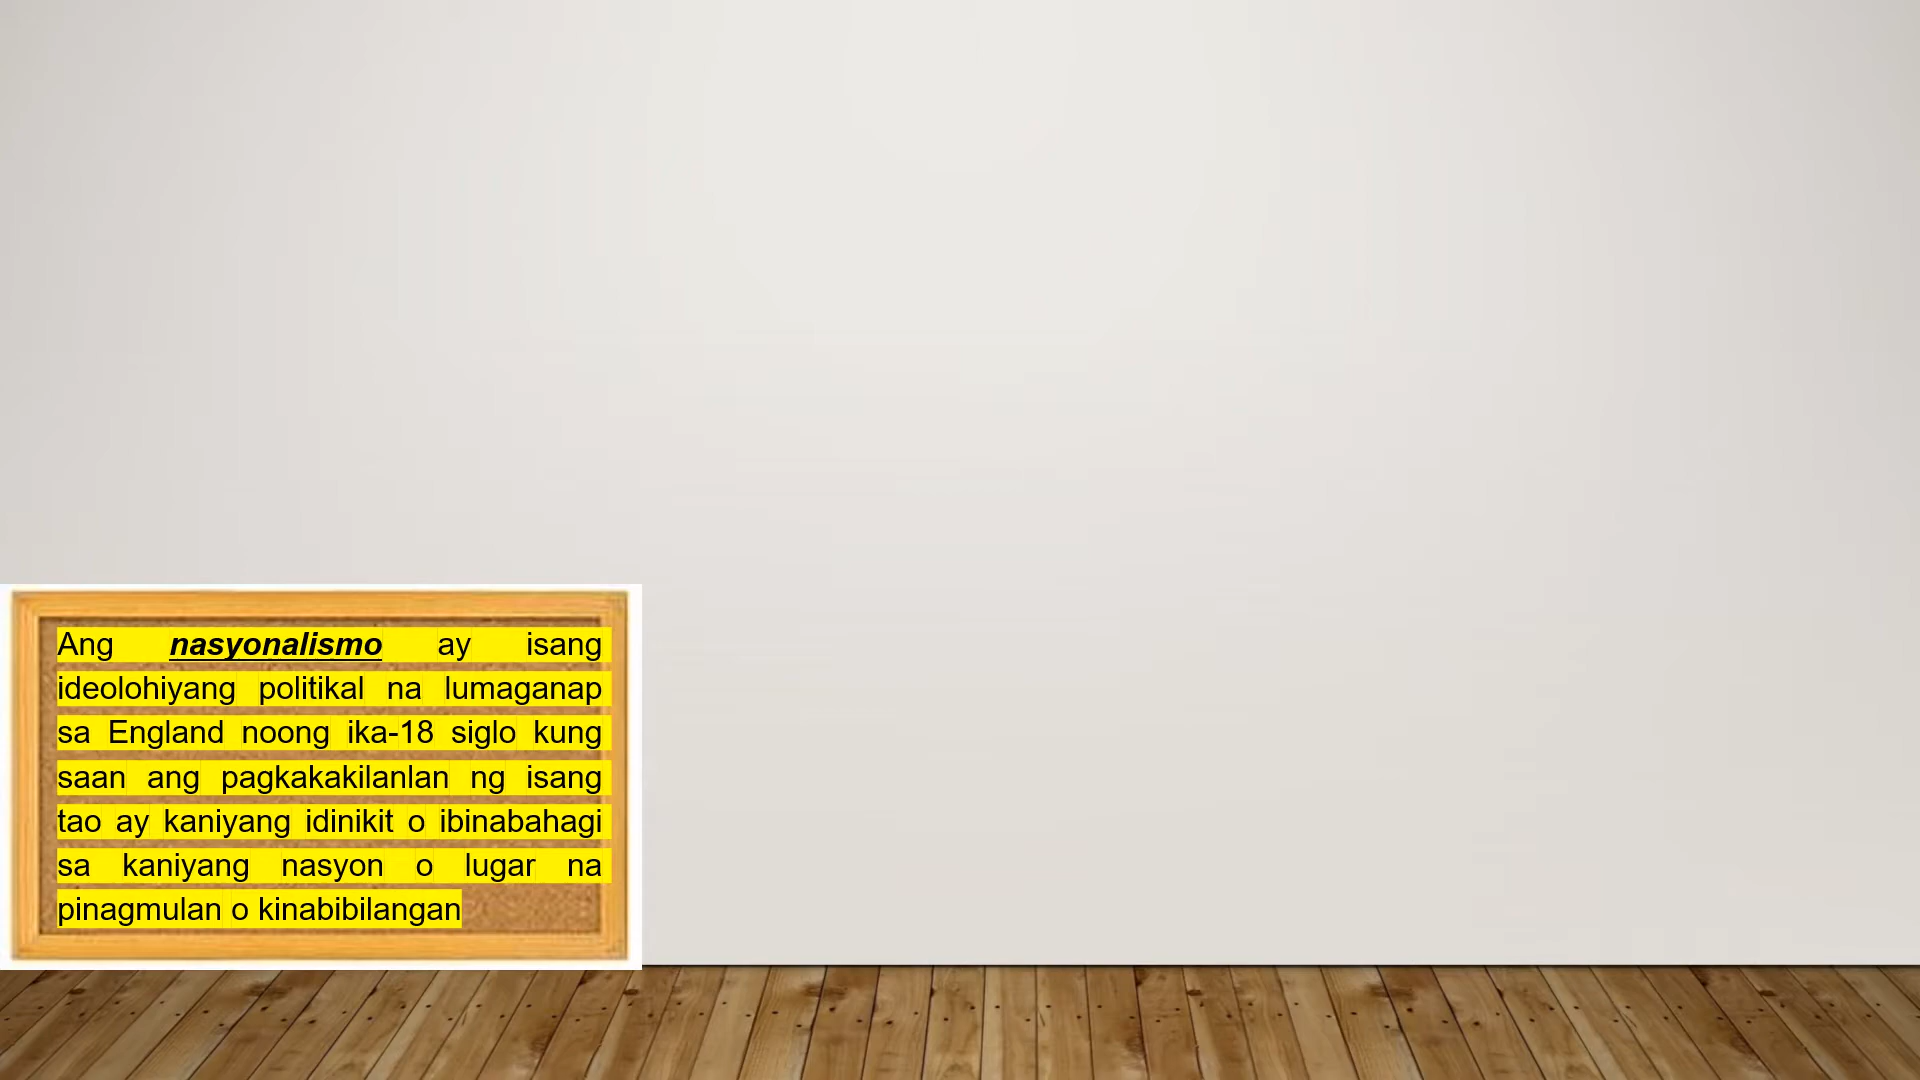 Ang nasyonalismo ay isang
ideolohiyang politikal na lumaganap
sa England noong ika-18 siglo kung
saan ang pagkakakilanlan ng isang
tao ay kaniyang idinikit o ibinabahagi
sa kaniyang nasyon o lugar na
pinagmulan o kinabibilangan